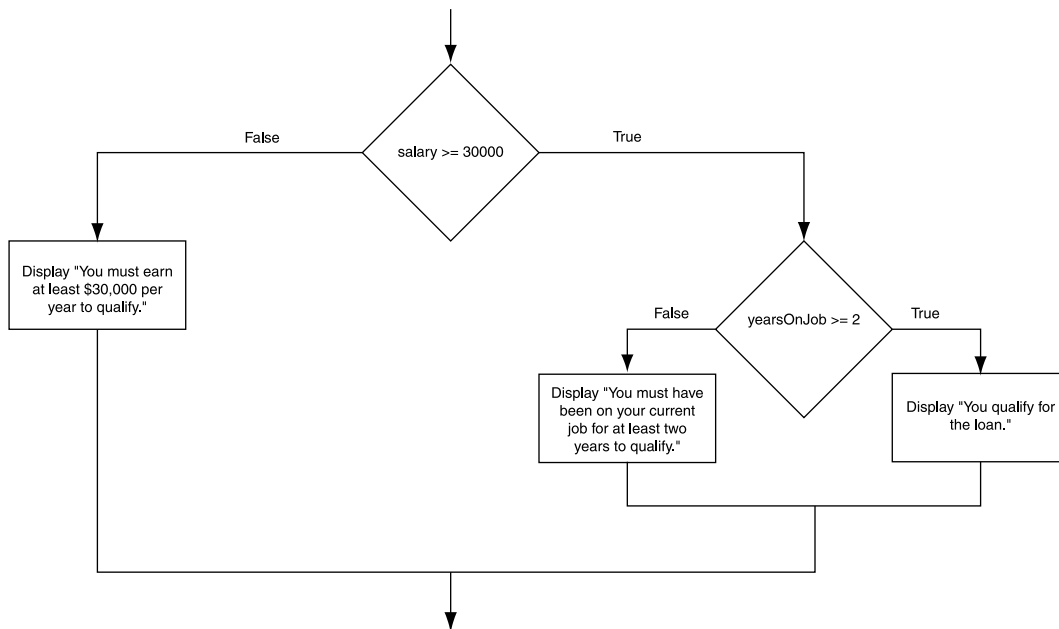 False
salary >= 30000
True
Display "You must earn
at least $30,000 per
year to qualify."
False
yearsOnJob >= 2
True
Display "You must have
been on your current
job for at least two
years to qualify."
Display "You qualify for
the loan."